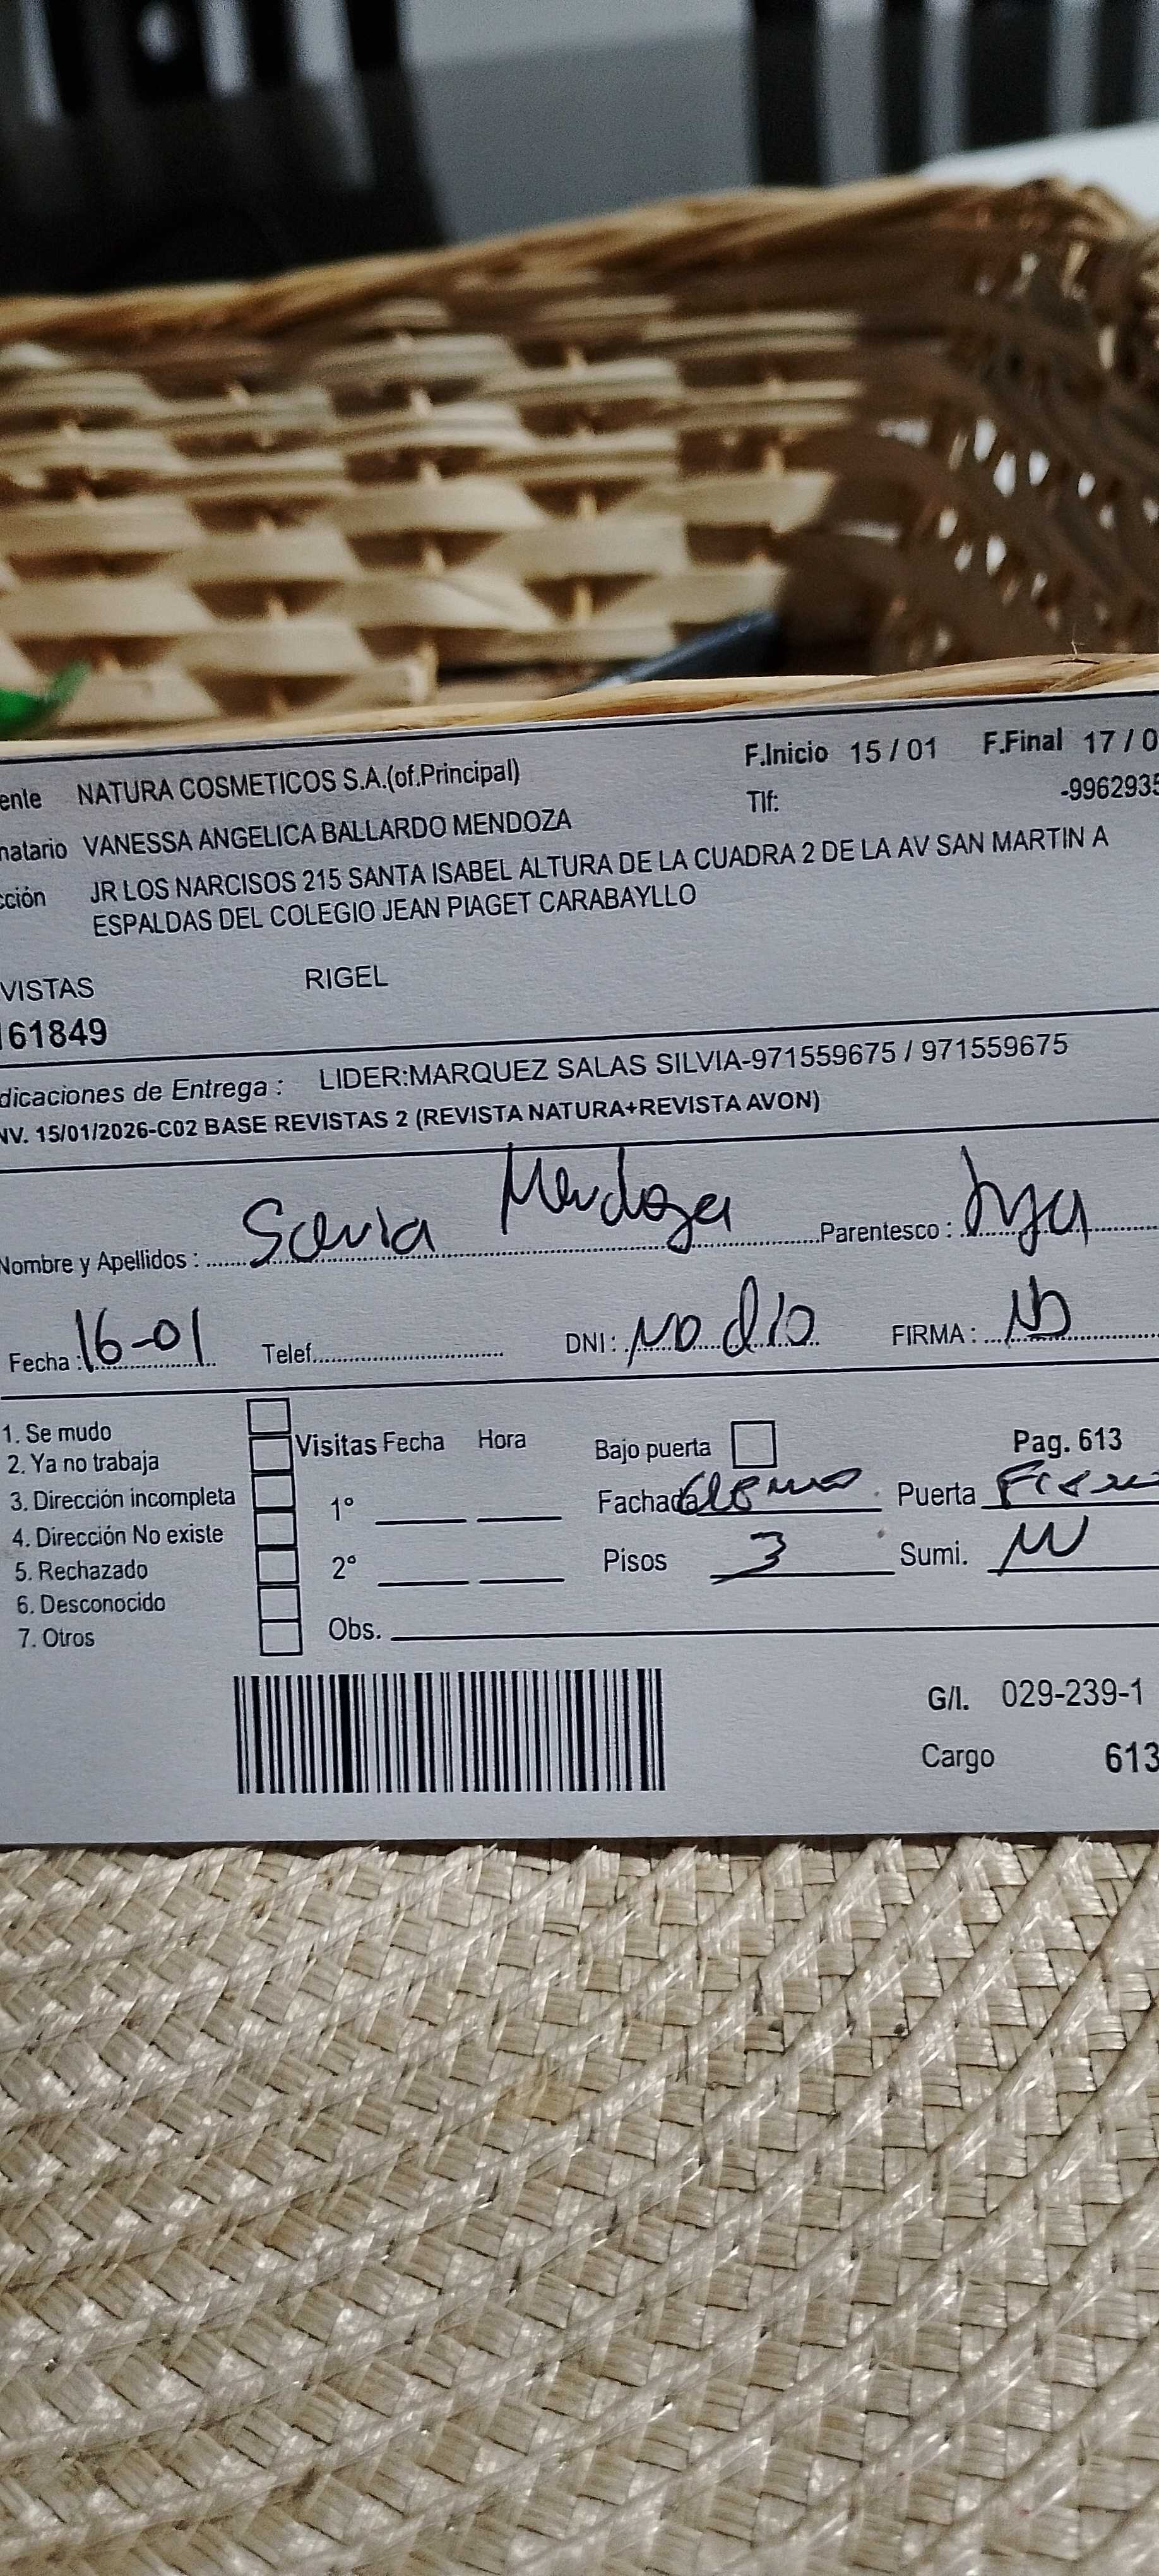 ente NATURA COSMETICOS S.A.(of.Principal) F.Inicio 15 / 01 F.Final 17 / 0
Tlf: -9962935
natario VANESSA ANGELICA BALLARDO MENDOZA
cción JR LOS NARCISOS 215 SANTA ISABEL ALTURA DE LA CUADRA 2 DE LA AV SAN MARTIN A
ESPALDAS DEL COLEGIO JEAN PIAGET CARABAYLLO
VISTAS RIGEL
161849
dicaciones de Entrega : LIDER:MARQUEZ SALAS SILVIA-971559675 / 971559675
NV. 15/01/2026-C02 BASE REVISTAS 2 (REVISTA NATURA+REVISTA AVON)
Nombre y Apellidos : Mendoza Parentesco :
Fecha : 16-01 Telef. DNI : No dio FIRMA :
1. Se mudo
2. Ya no trabaja
3. Dirección incompleta
4. Dirección No existe
5. Rechazado
6. Desconocido
7. Otros
Visitas Fecha Hora
1°
2°
Obs.
Bajo puerta Pag. 613
Fachada Puerta
Pisos 3 Sumi.
G/I. 029-239-1
Cargo 613